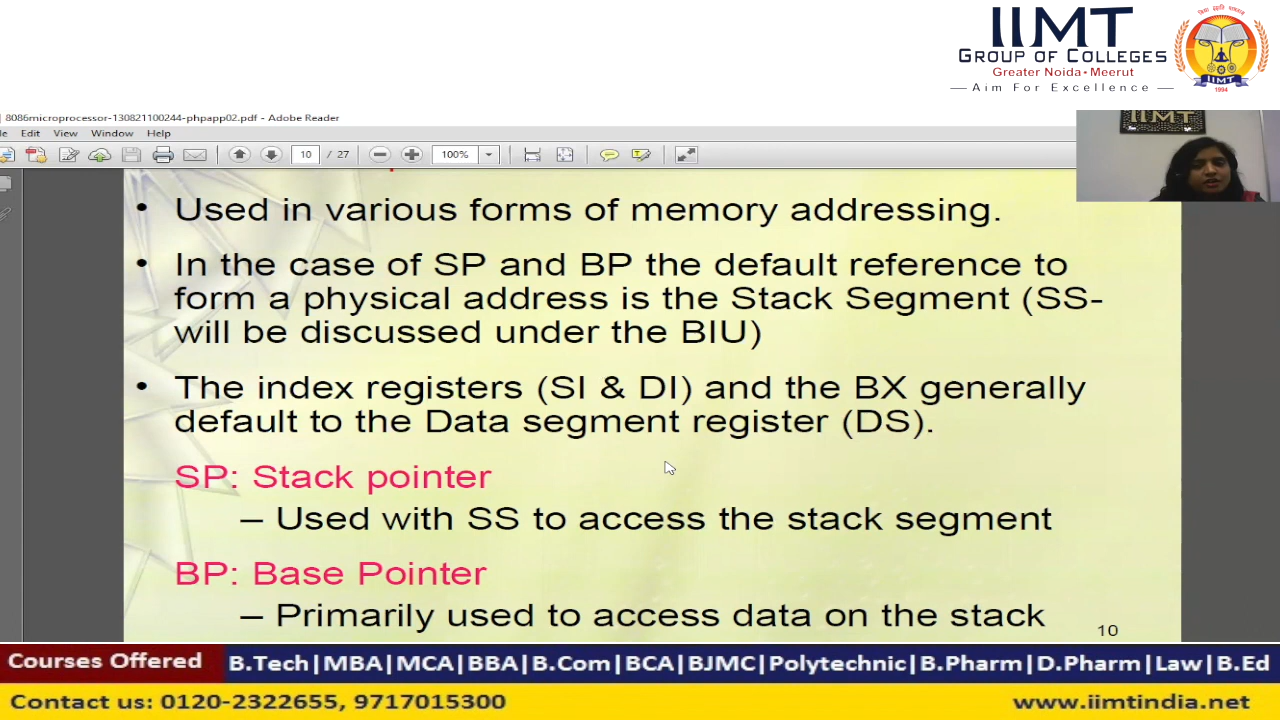 IIMT
GROUP OF COLLEGES
Greater Noida • Meerut
— Aim For Excellence —
IIMT
1994
8086microprocessor-130821100244-phpapp02.pdf - Adobe Reader
Edit View Window Help
10 / 27 100%
IIMT
• Used in various forms of memory addressing.
• In the case of SP and BP the default reference to
form a physical address is the Stack Segment (SS-
will be discussed under the BIU)
• The index registers (SI & DI) and the BX generally
default to the Data segment register (DS).
SP: Stack pointer
– Used with SS to access the stack segment
BP: Base Pointer
– Primarily used to access data on the stack
10
Courses Offered B.Tech|MBA|MCA|BBA|B.Com|BCA|BJMC|Polytechnic|B.Pharm|D.Pharm|Law|B.Ed
Contact us: 0120-2322655, 9717015300 www.iimtindia.net